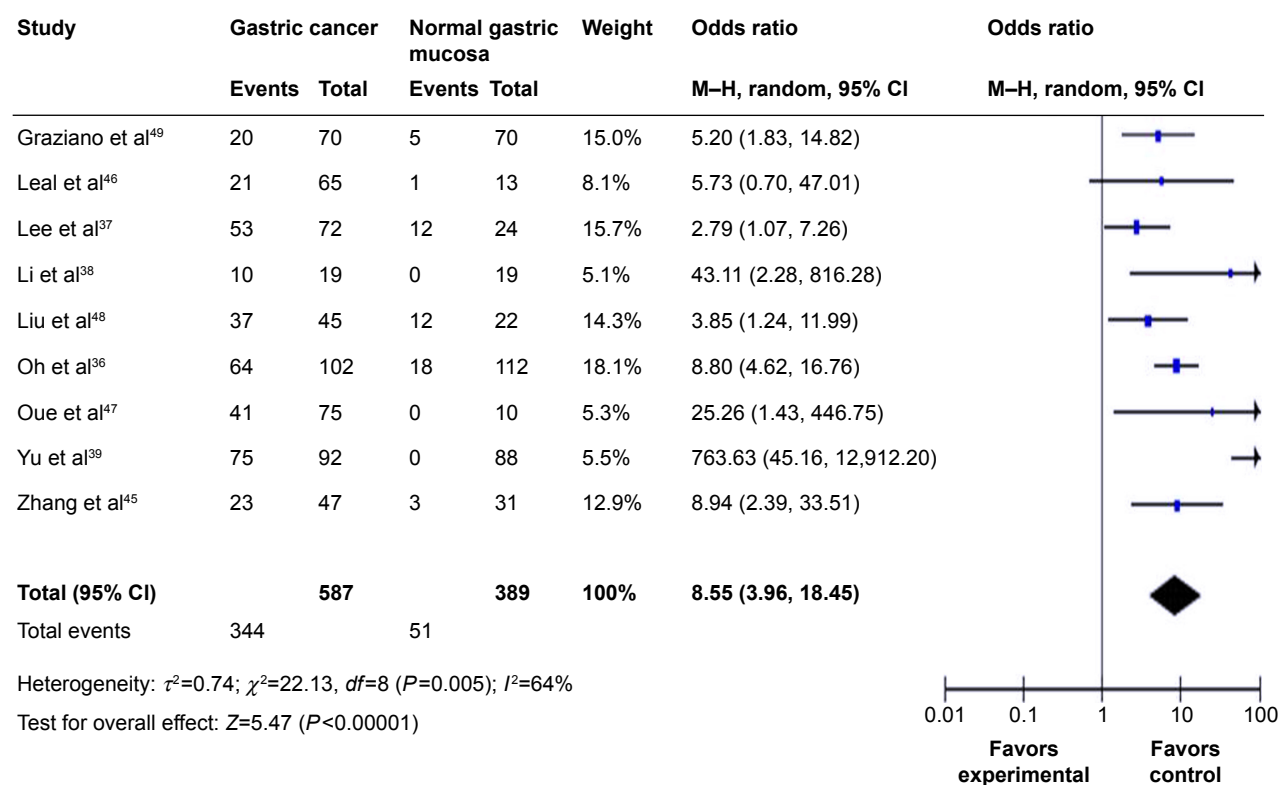 Study Gastric cancer Normal gastric mucosa Weight Odds ratio Odds ratio
Events Total Events Total M–H, random, 95% CI M–H, random, 95% CI
Graziano et al⁴⁹ 20 70 5 70 15.0% 5.20 (1.83, 14.82)
Leal et al⁴⁶ 21 65 1 13 8.1% 5.73 (0.70, 47.01)
Lee et al³⁷ 53 72 12 24 15.7% 2.79 (1.07, 7.26)
Li et al³⁸ 10 19 0 19 5.1% 43.11 (2.28, 816.28)
Liu et al⁴⁸ 37 45 12 22 14.3% 3.85 (1.24, 11.99)
Oh et al³⁶ 64 102 18 112 18.1% 8.80 (4.62, 16.76)
Oue et al⁴⁷ 41 75 0 10 5.3% 25.26 (1.43, 446.75)
Yu et al³⁹ 75 92 0 88 5.5% 763.63 (45.16, 12,912.20)
Zhang et al⁴⁵ 23 47 3 31 12.9% 8.94 (2.39, 33.51)
Total (95% CI) 587 389 100% 8.55 (3.96, 18.45)
Total events 344 51
Heterogeneity: τ²=0.74; χ²=22.13, df=8 (P=0.005); I²=64%
Test for overall effect: Z=5.47 (P<0.00001)
0.01 0.1 1 10 100
Favors experimental Favors control